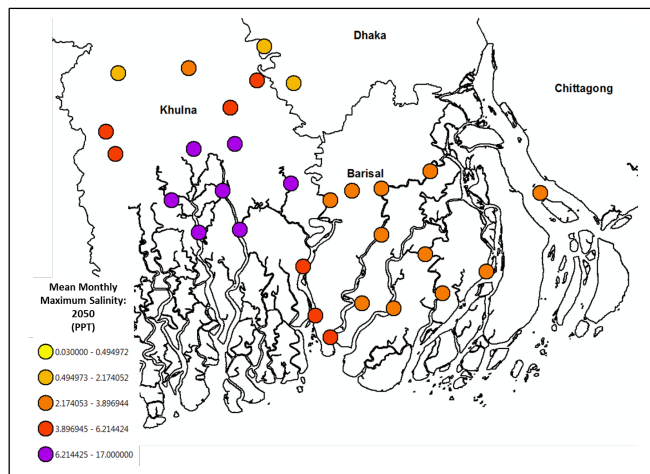 Dhaka
Chittagong
Khulna
Barisal
Mean Monthly
Maximum Salinity:
2050
(PPT)
0.030000 - 0.494972
0.494973 - 2.174052
2.174053 - 3.896944
3.896945 - 6.214424
6.214425 - 17.000000